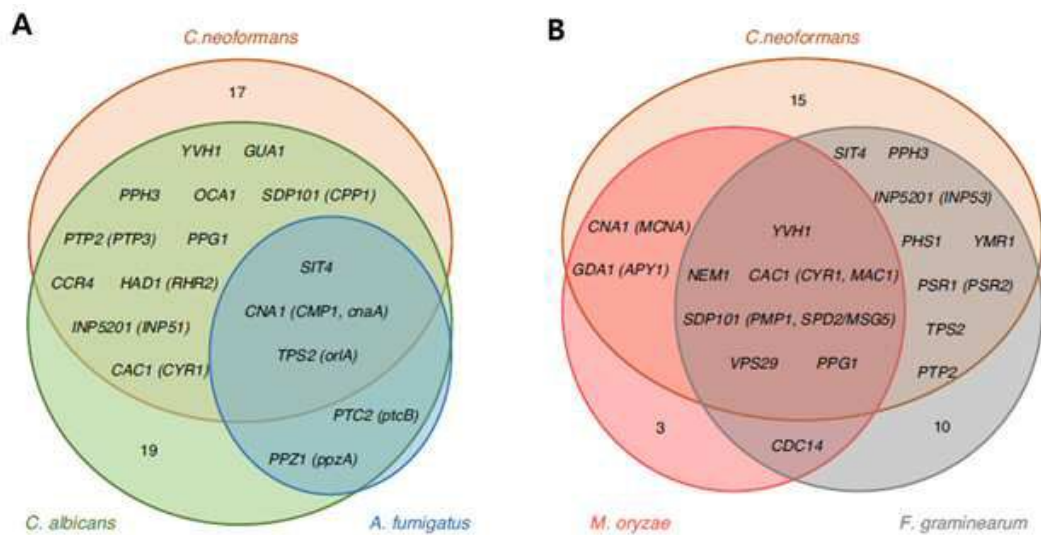 A
C.neoformans
17
YVH1 GUA1
PPH3 OCA1 SDP101 (CPP1)
PTP2 (PTP3) PPG1
SIT4
CCR4 HAD1 (RHR2)
CNA1 (CMP1, cnaA)
INP5201 (INP51)
TPS2 (orlA)
CAC1 (CYR1)
PTC2 (ptcB)
19
PPZ1 (ppzA)
C. albicans
A. fumigatus
B
C.neoformans
15
SIT4 PPH3
INP5201 (INP53)
CNA1 (MCNA)
YVH1
PHS1 YMR1
GDA1 (APY1)
NEM1 CAC1 (CYR1, MAC1)
PSR1 (PSR2)
SDP101 (PMP1, SPD2/MSG5)
TPS2
VPS29 PPG1
PTP2
3
10
CDC14
M. oryzae
F. graminearum